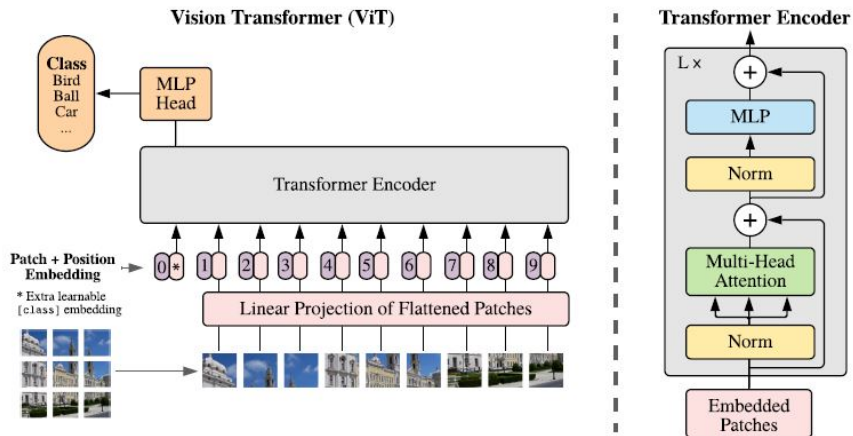 Vision Transformer (ViT)
Class
Bird
Ball
Car
...
MLP
Head
Transformer Encoder
Patch + Position
Embedding
* Extra learnable
[class] embedding
0 * 1 2 3 4 5 6 7 8 9
Linear Projection of Flattened Patches
Transformer Encoder
L ×
+
MLP
Norm
+
Multi-Head
Attention
Norm
Embedded
Patches